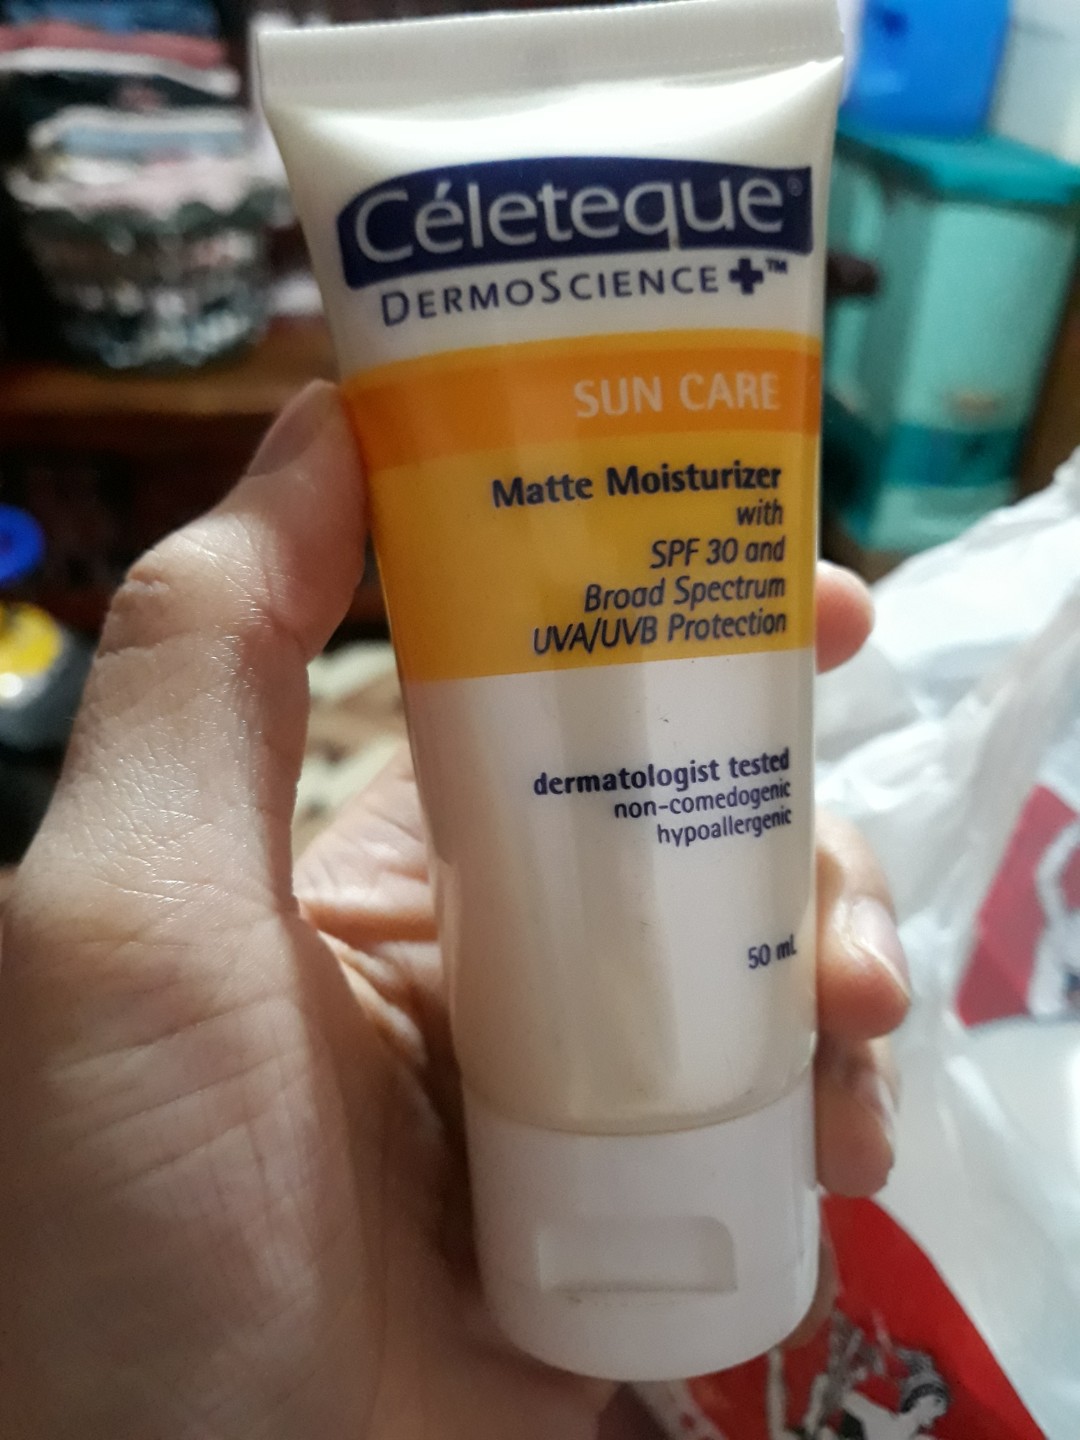 Céleteque®
DERMOSCIENCE+™
SUN CARE
Matte Moisturizer
with
SPF 30 and
Broad Spectrum
UVA/UVB Protection
dermatologist tested
non-comedogenic
hypoallergenic
50 mL